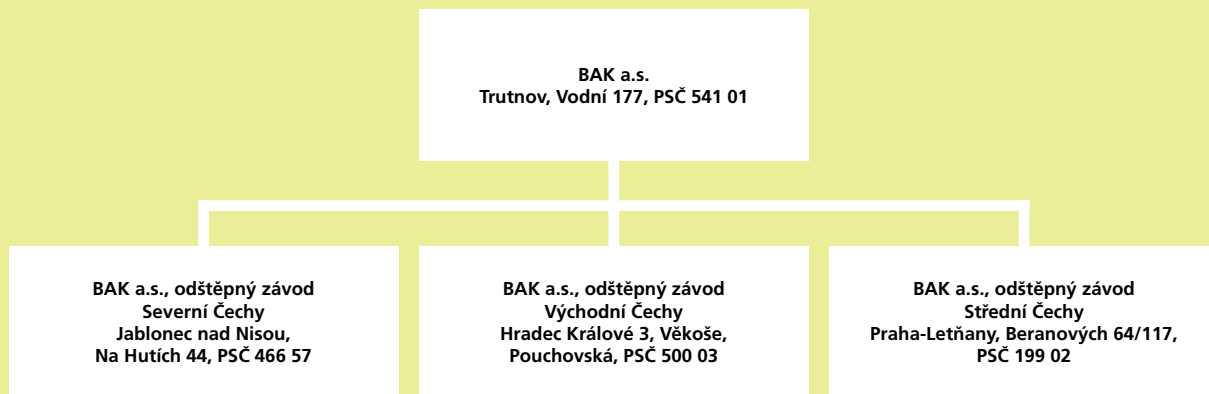 BAK a.s.
Trutnov, Vodní 177, PSČ 541 01
BAK a.s., odštěpný závod
Severní Čechy
Jablonec nad Nisou,
Na Hutích 44, PSČ 466 57
BAK a.s., odštěpný závod
Východní Čechy
Hradec Králové 3, Věkoše,
Pouchovská, PSČ 500 03
BAK a.s., odštěpný závod
Střední Čechy
Praha-Letňany, Beranových 64/117,
PSČ 199 02